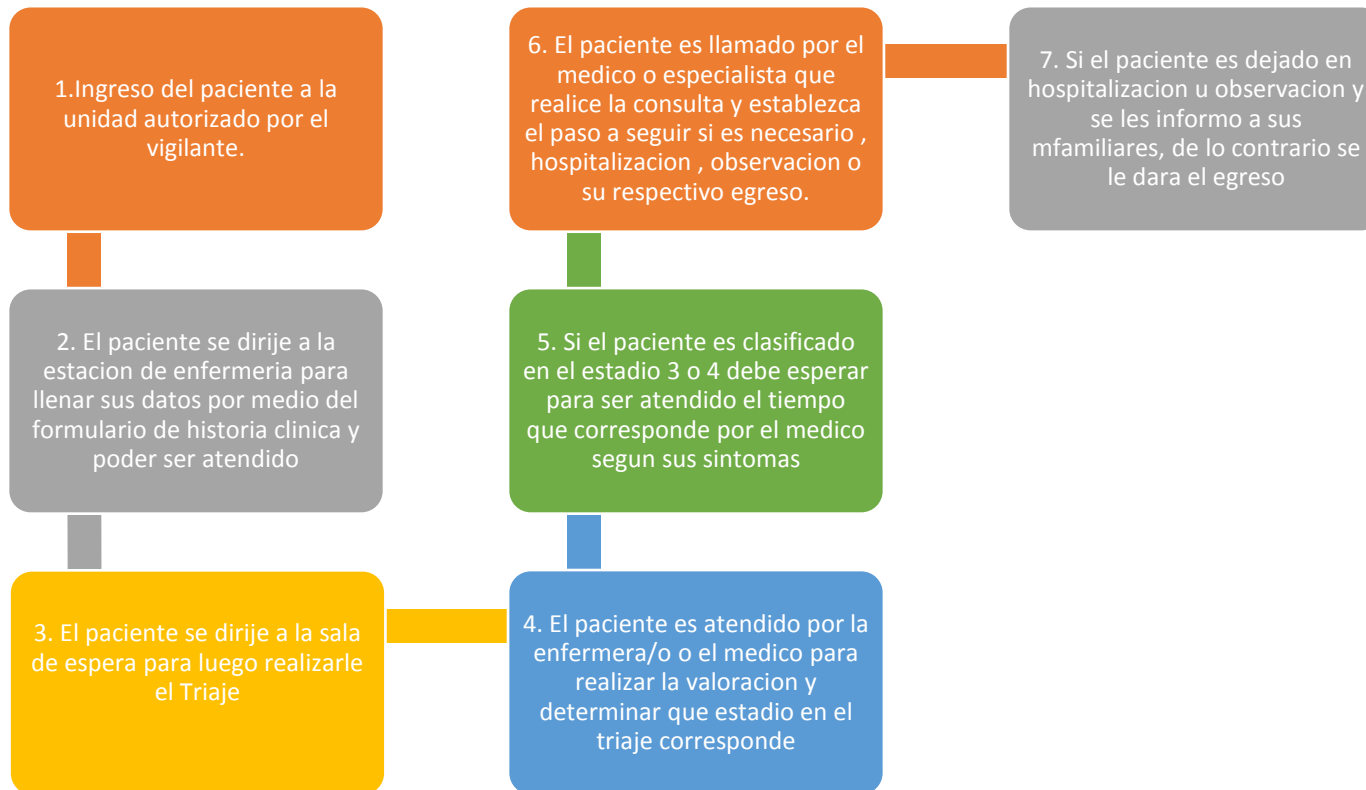 1.Ingreso del paciente a la
unidad autorizado por el
vigilante.
2. El paciente se dirije a la
estacion de enfermeria para
llenar sus datos por medio del
formulario de historia clinica y
poder ser atendido
3. El paciente se dirije a la sala
de espera para luego realizarle
el Triaje
4. El paciente es atendido por la
enfermera/o o el medico para
realizar la valoracion y
determinar que estadio en el
triaje corresponde
5. Si el paciente es clasificado
en el estadio 3 o 4 debe esperar
para ser atendido el tiempo
que corresponde por el medico
segun sus sintomas
6. El paciente es llamado por el
medico o especialista que
realice la consulta y establezca
el paso a seguir si es necesario ,
hospitalizacion , observacion o
su respectivo egreso.
7. Si el paciente es dejado en
hospitalizacion u observacion y
se les informo a sus
mfamiliares, de lo contrario se
le dara el egreso